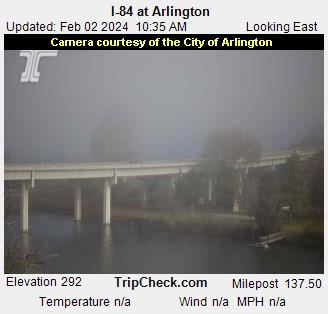 I-84 at Arlington
Updated: Feb 02 2024 10:35 AM Looking East
Camera courtesy of the City of Arlington
Elevation 292 TripCheck.com Milepost 137.50
Temperature n/a Wind n/a MPH n/a